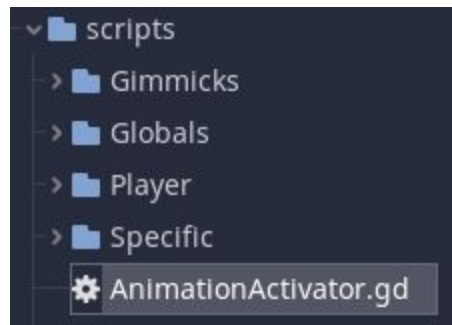 scripts
Gimmicks
Globals
Player
Specific
AnimationActivator.gd